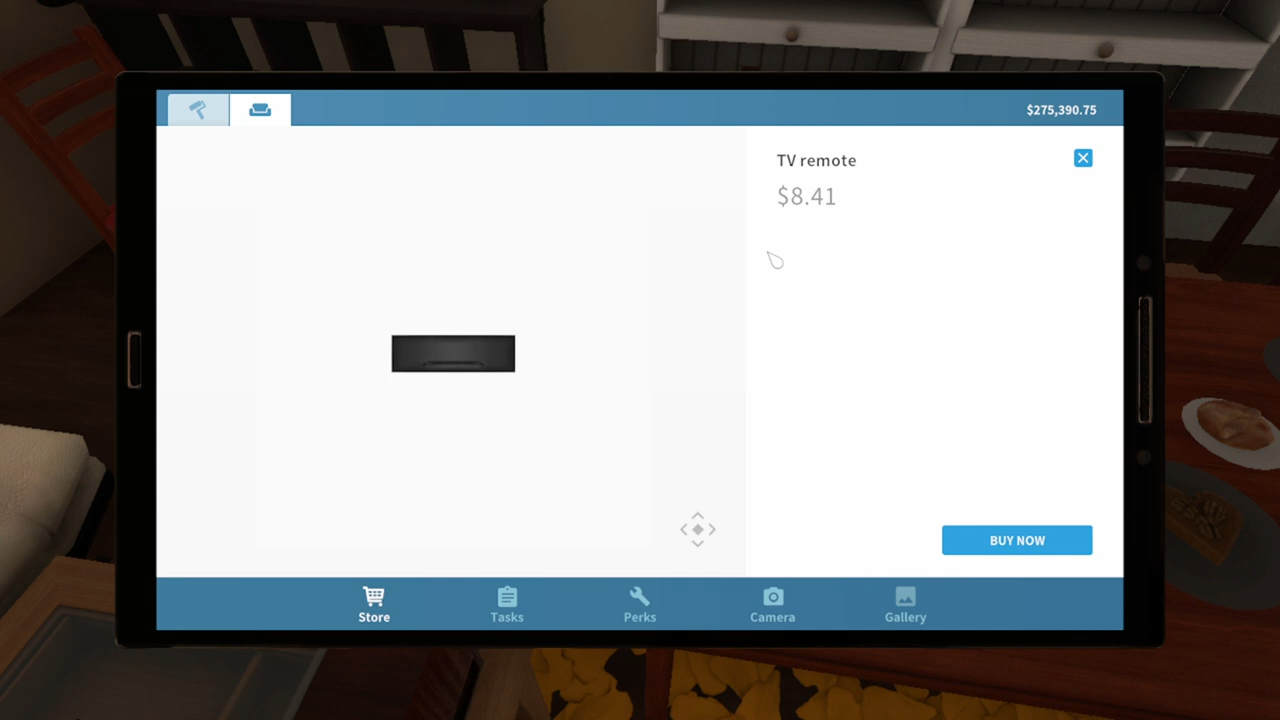 $275,390.75
TV remote
$8.41
BUY NOW
Store
Tasks
Perks
Camera
Gallery